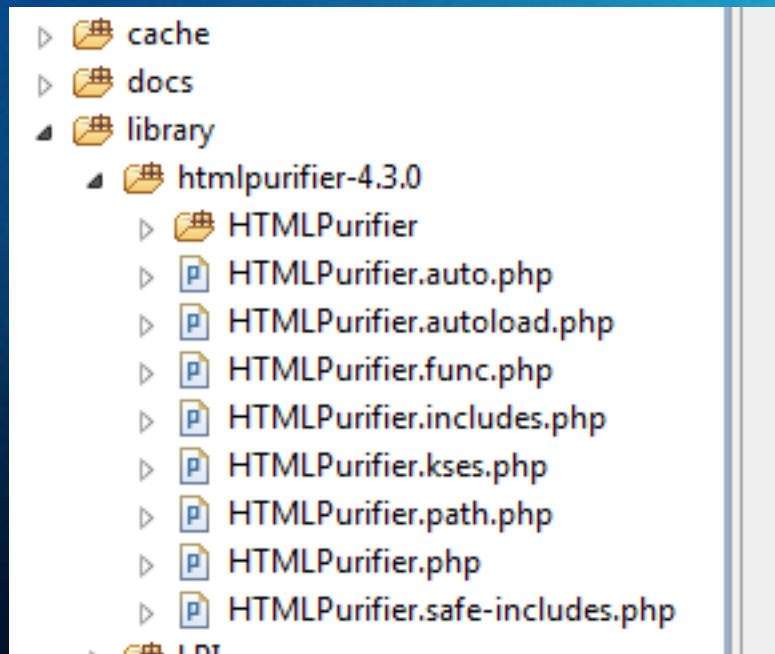 cache
docs
library
htmlpurifier-4.3.0
HTMLPurifier
HTMLPurifier.auto.php
HTMLPurifier.autoload.php
HTMLPurifier.func.php
HTMLPurifier.includes.php
HTMLPurifier.kses.php
HTMLPurifier.path.php
HTMLPurifier.php
HTMLPurifier.safe-includes.php